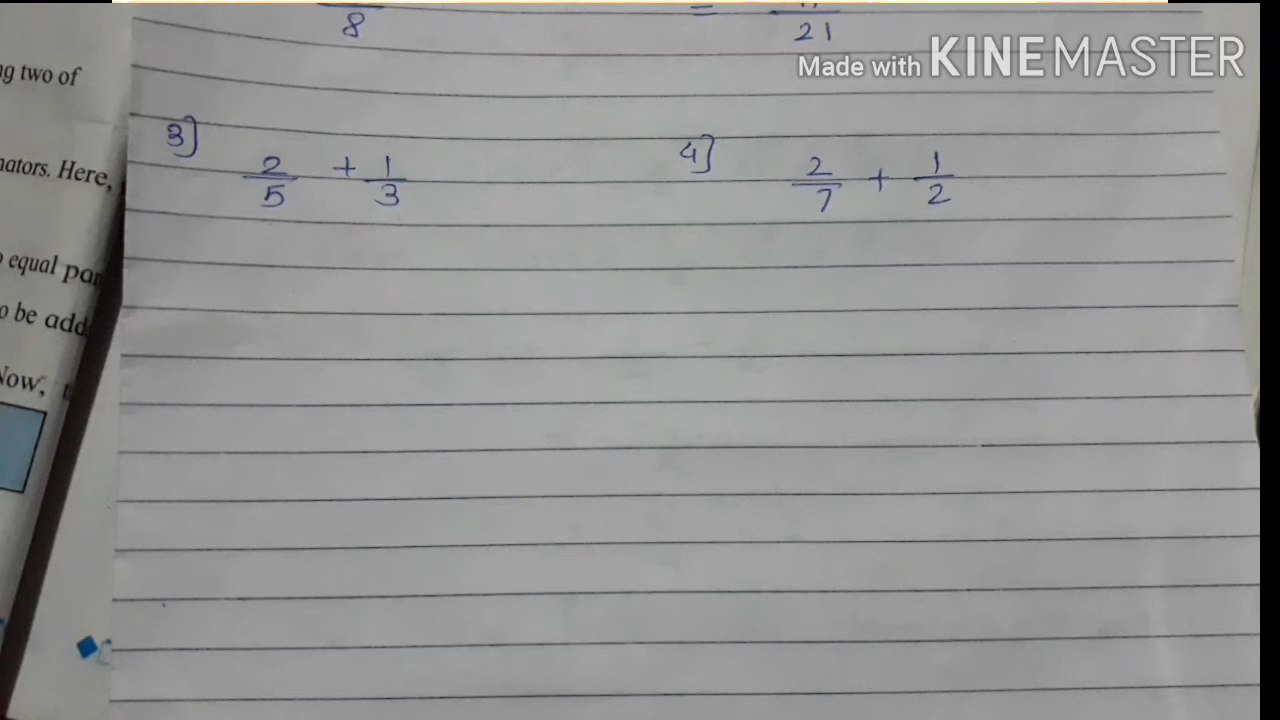 8
=
21
Made with KINEMASTER
ng two of
3]
2/5 + 1/3
4]
2/7 + 1/2
nators. Here,
equal par
o be add
Now,